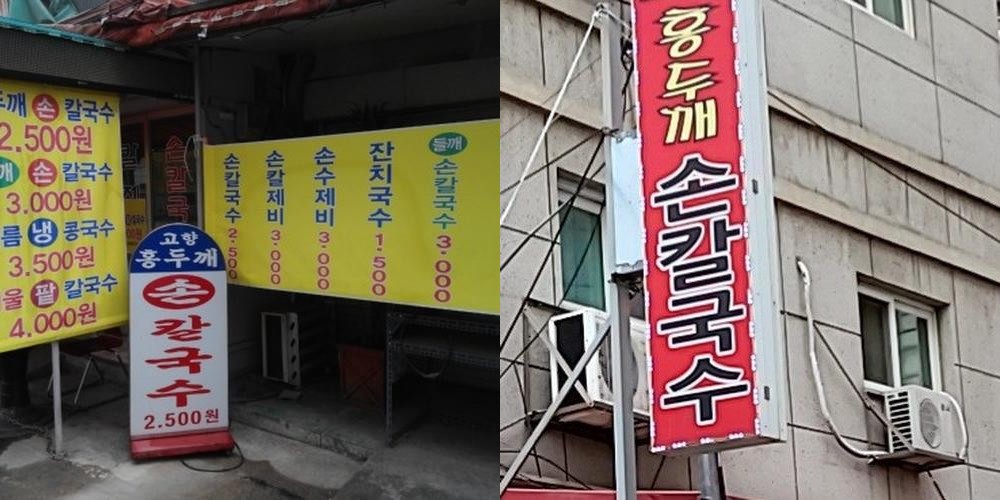 두깨 손 칼국수
2.500원
깨 손 칼국수
3.000원
름 냉 콩국수
3.500원
울 팥 칼국수
4.000원
손칼국
고향
홍두깨
손칼국수
2.500원
손칼국수 2.500
손칼제비 3.000
손수제비 3.000
잔치국수 1.500
들깨 손칼국수 3.000
홍두깨 손칼국수